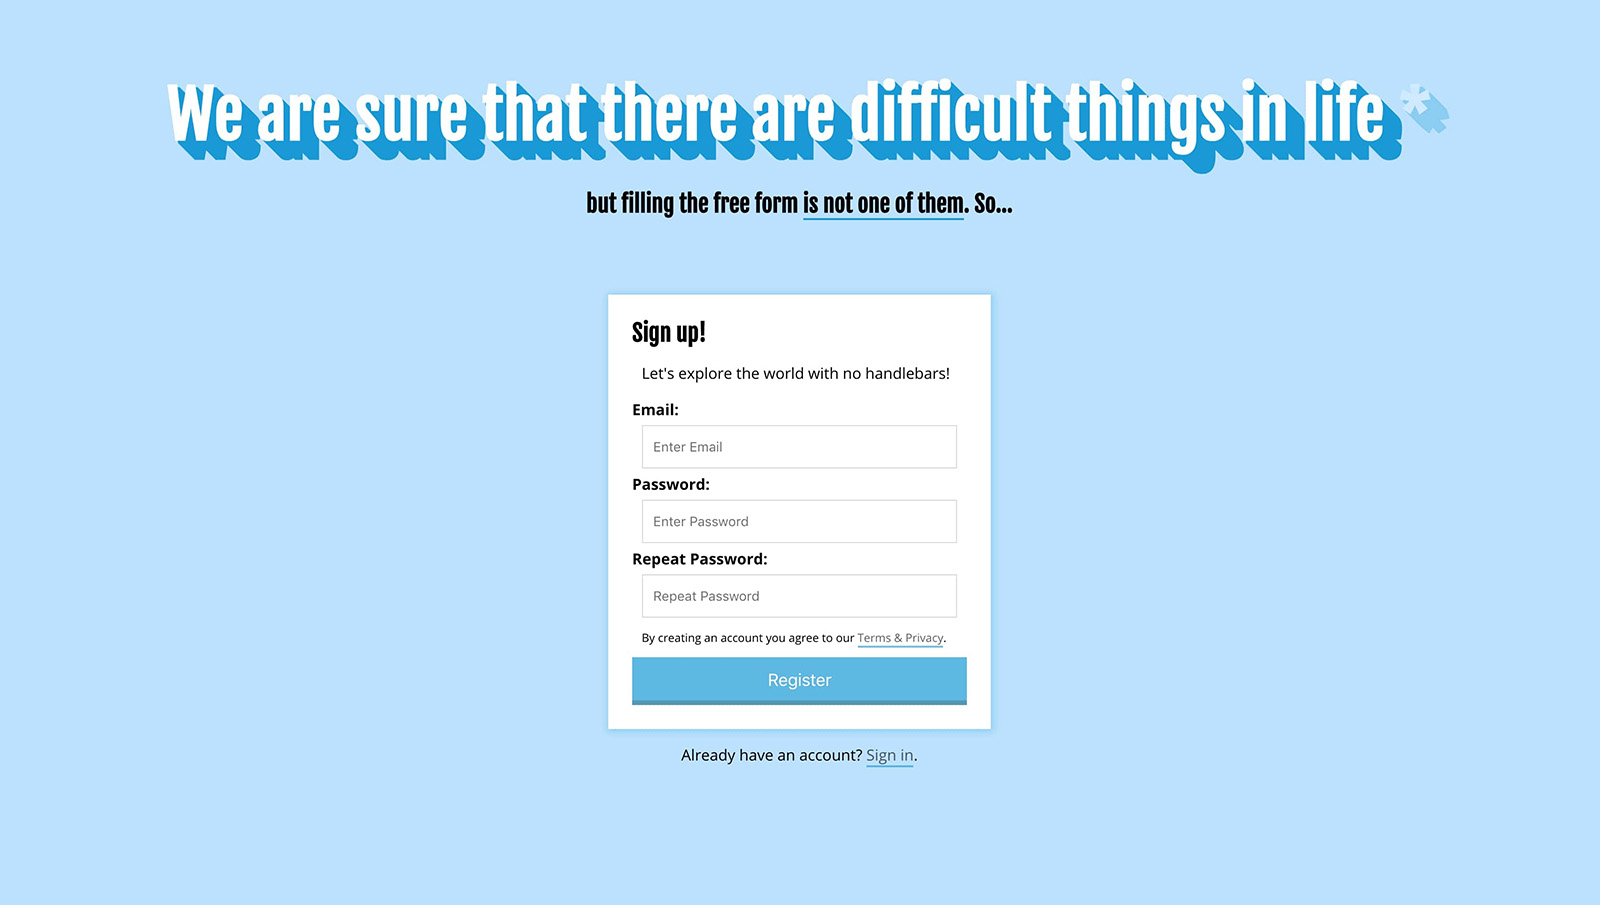 We are sure that there are difficult things in life *
but filling the free form is not one of them. So...
Sign up!
Let's explore the world with no handlebars!
Email:
Enter Email
Password:
Enter Password
Repeat Password:
Repeat Password
By creating an account you agree to our Terms & Privacy.
Register
Already have an account? Sign in.